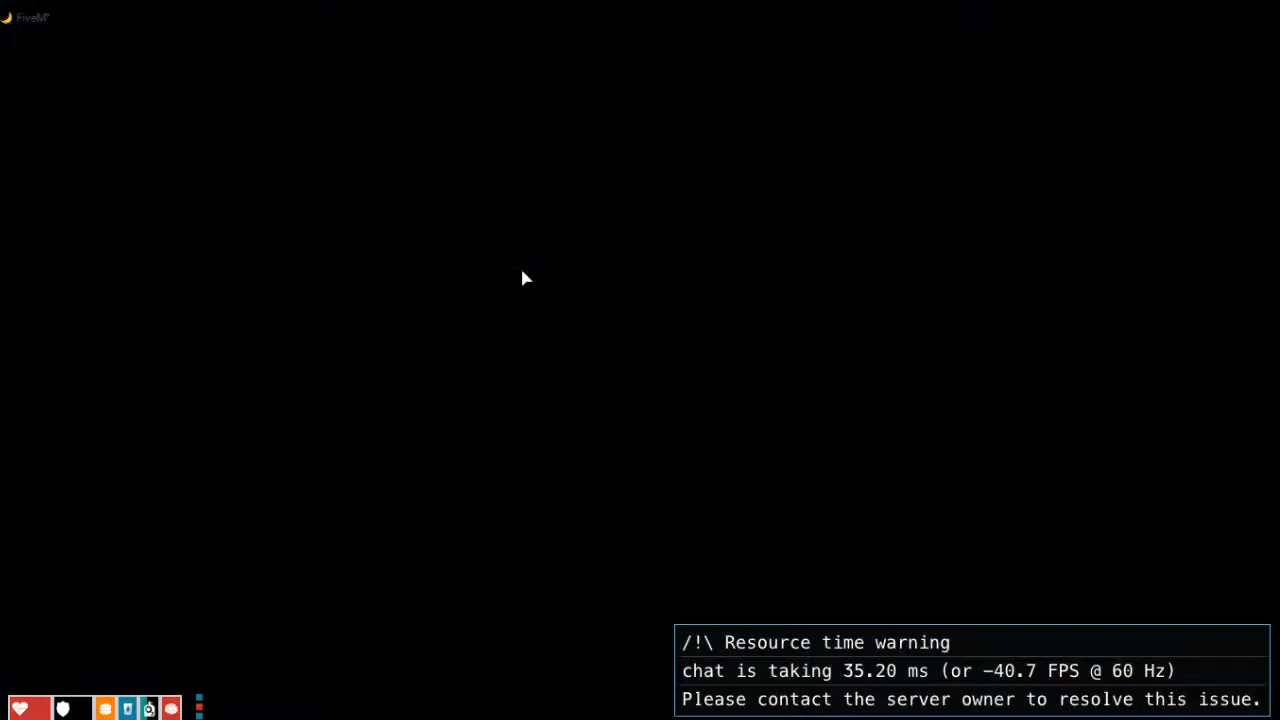 FiveM
/!\ Resource time warning
chat is taking 35.20 ms (or -40.7 FPS @ 60 Hz)
Please contact the server owner to resolve this issue.